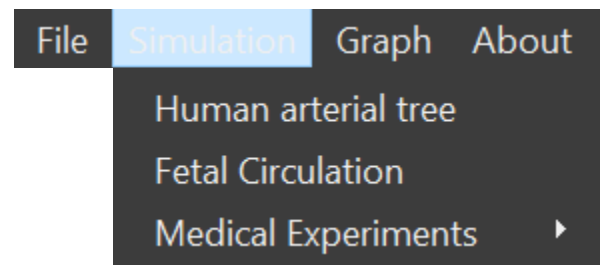 File Simulation Graph About
Human arterial tree
Fetal Circulation
Medical Experiments